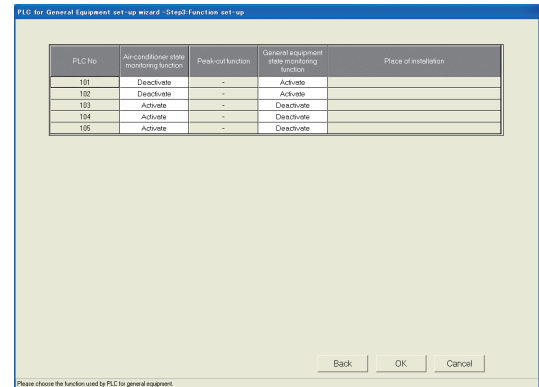 PLC for General Equipment set-up wizard -Step3:Function set-up
PLC No Air-conditioner state monitoring function Peak-cut function General equipment state monitoring function Place of installation
101 Deactivate - Activate
102 Deactivate - Activate
103 Activate - Deactivate
104 Activate - Deactivate
105 Activate - Deactivate
Back OK Cancel
Please choose the function used by PLC for general equipment.